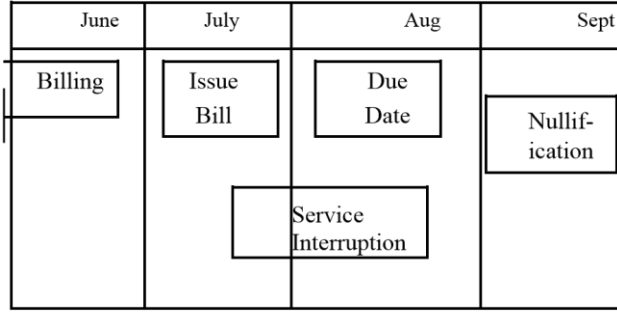 June July Aug Sept
Billing
Issue
Bill
Due
Date
Nullif-
ication
Service
Interruption